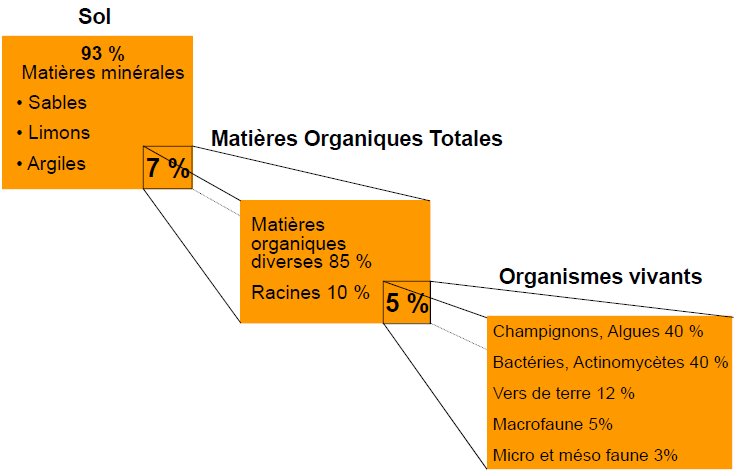 Sol
93 %
Matières minérales
• Sables
• Limons
• Argiles
7 %
Matières Organiques Totales
Matières
organiques
diverses 85 %
Racines 10 %
5 %
Organismes vivants
Champignons, Algues 40 %
Bactéries, Actinomycètes 40 %
Vers de terre 12 %
Macrofaune 5%
Micro et méso faune 3%